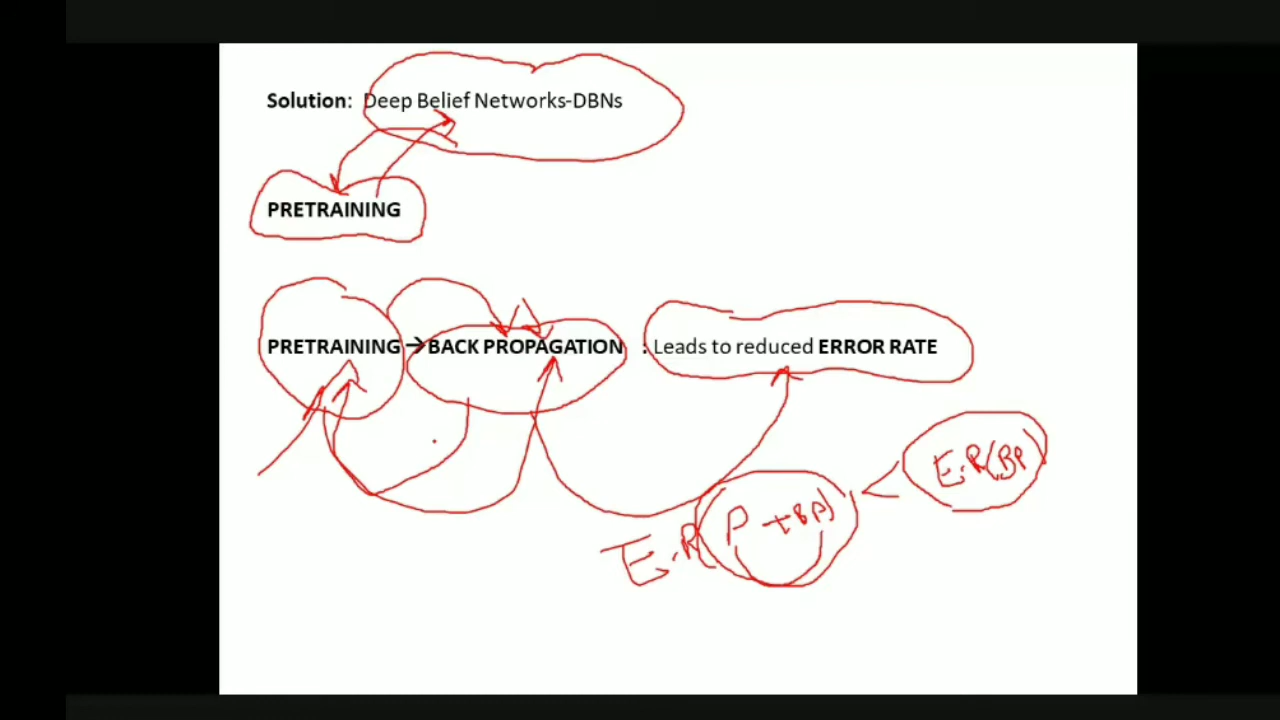 Solution: Deep Belief Networks-DBNs
PRETRAINING
PRETRAINING → BACK PROPAGATION : Leads to reduced ERROR RATE
E.R(P+BP) < E.R(BP)